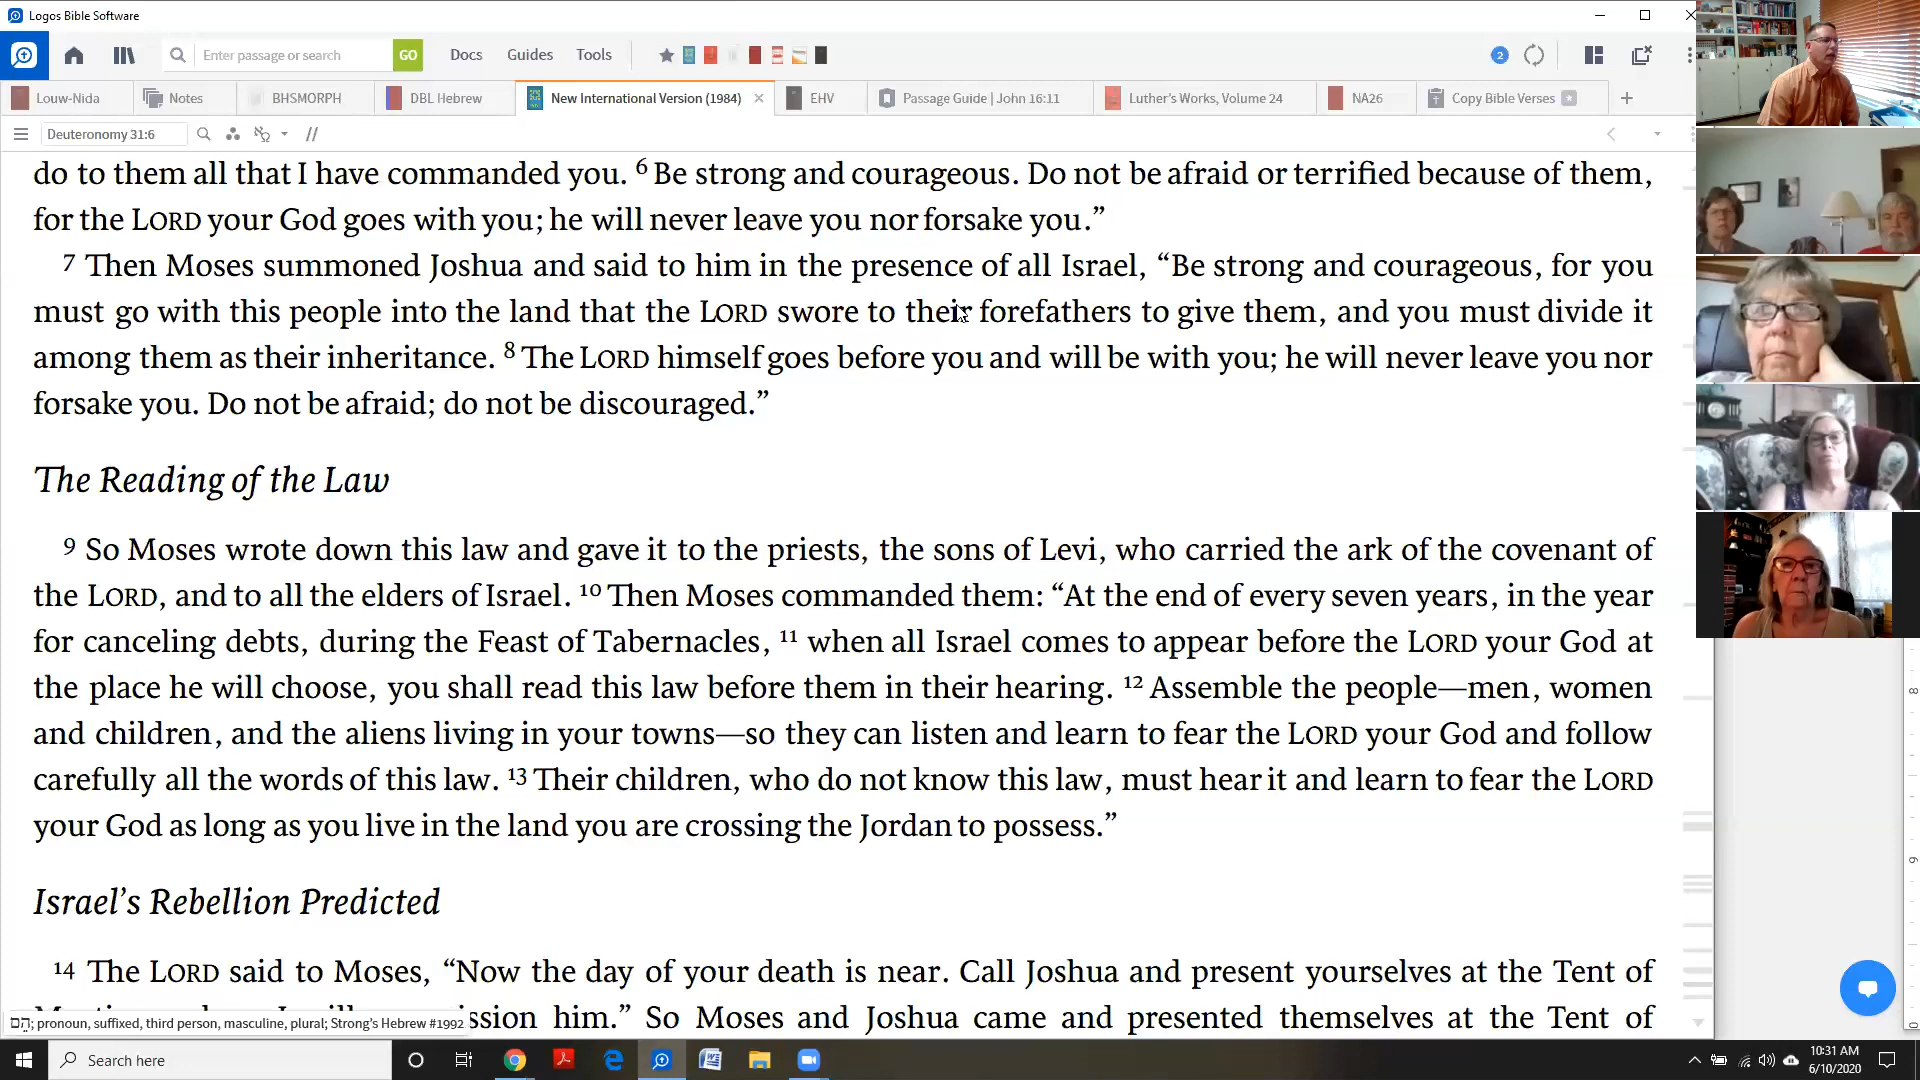 Logos Bible Software
Enter passage or search
GO
Docs
Guides
Tools
2
Louw-Nida
Notes
BHSMORPH
DBL Hebrew
New International Version (1984)
EHV
Passage Guide | John 16:11
Luther's Works, Volume 24
NA26
Copy Bible Verses
Deuteronomy 31:6
do to them all that I have commanded you. 6 Be strong and courageous. Do not be afraid or terrified because of them,
for the LORD your God goes with you; he will never leave you nor forsake you.”
7 Then Moses summoned Joshua and said to him in the presence of all Israel, “Be strong and courageous, for you
must go with this people into the land that the LORD swore to their forefathers to give them, and you must divide it
among them as their inheritance. 8 The LORD himself goes before you and will be with you; he will never leave you nor
forsake you. Do not be afraid; do not be discouraged.”
The Reading of the Law
9 So Moses wrote down this law and gave it to the priests, the sons of Levi, who carried the ark of the covenant of
the LORD, and to all the elders of Israel. 10 Then Moses commanded them: “At the end of every seven years, in the year
for canceling debts, during the Feast of Tabernacles, 11 when all Israel comes to appear before the LORD your God at
the place he will choose, you shall read this law before them in their hearing. 12 Assemble the people—men, women
and children, and the aliens living in your towns—so they can listen and learn to fear the LORD your God and follow
carefully all the words of this law. 13 Their children, who do not know this law, must hear it and learn to fear the LORD
your God as long as you live in the land you are crossing the Jordan to possess.”
Israel’s Rebellion Predicted
14 The LORD said to Moses, “Now the day of your death is near. Call Joshua and present yourselves at the Tent of
ssion him.” So Moses and Joshua came and presented themselves at the Tent of
הֵם; pronoun, suffixed, third person, masculine, plural; Strong's Hebrew #1992
8
9
Search here
10:31 AM
6/10/2020